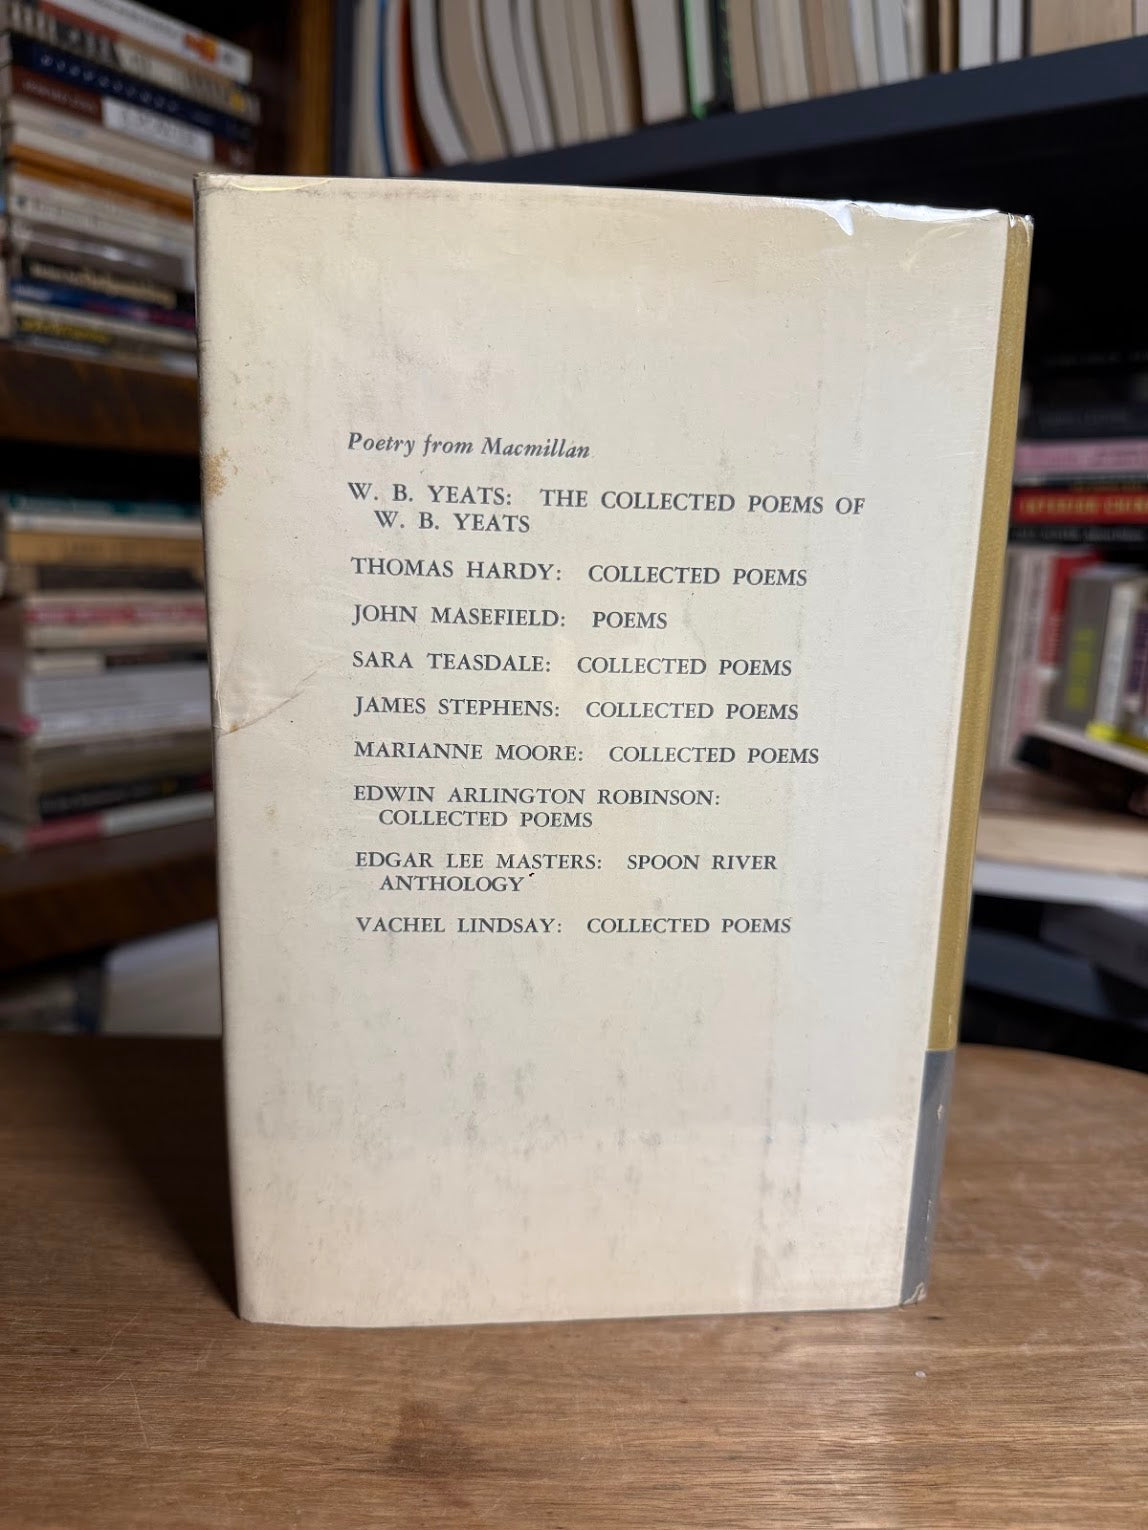 Poetry from Macmillan
W. B. YEATS: THE COLLECTED POEMS OF
W. B. YEATS
THOMAS HARDY: COLLECTED POEMS
JOHN MASEFIELD: POEMS
SARA TEASDALE: COLLECTED POEMS
JAMES STEPHENS: COLLECTED POEMS
MARIANNE MOORE: COLLECTED POEMS
EDWIN ARLINGTON ROBINSON:
COLLECTED POEMS
EDGAR LEE MASTERS: SPOON RIVER
ANTHOLOGY
VACHEL LINDSAY: COLLECTED POEMS